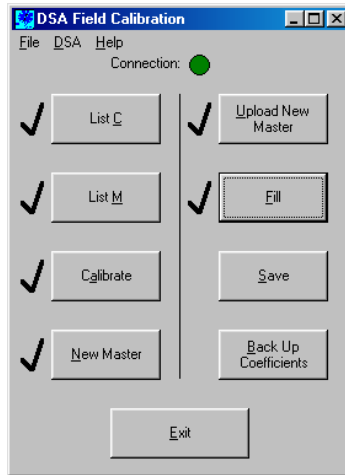 DSA Field Calibration
File DSA Help
Connection:
List C
List M
Calibrate
New Master
Upload New
Master
Fill
Save
Back Up
Coefficients
Exit